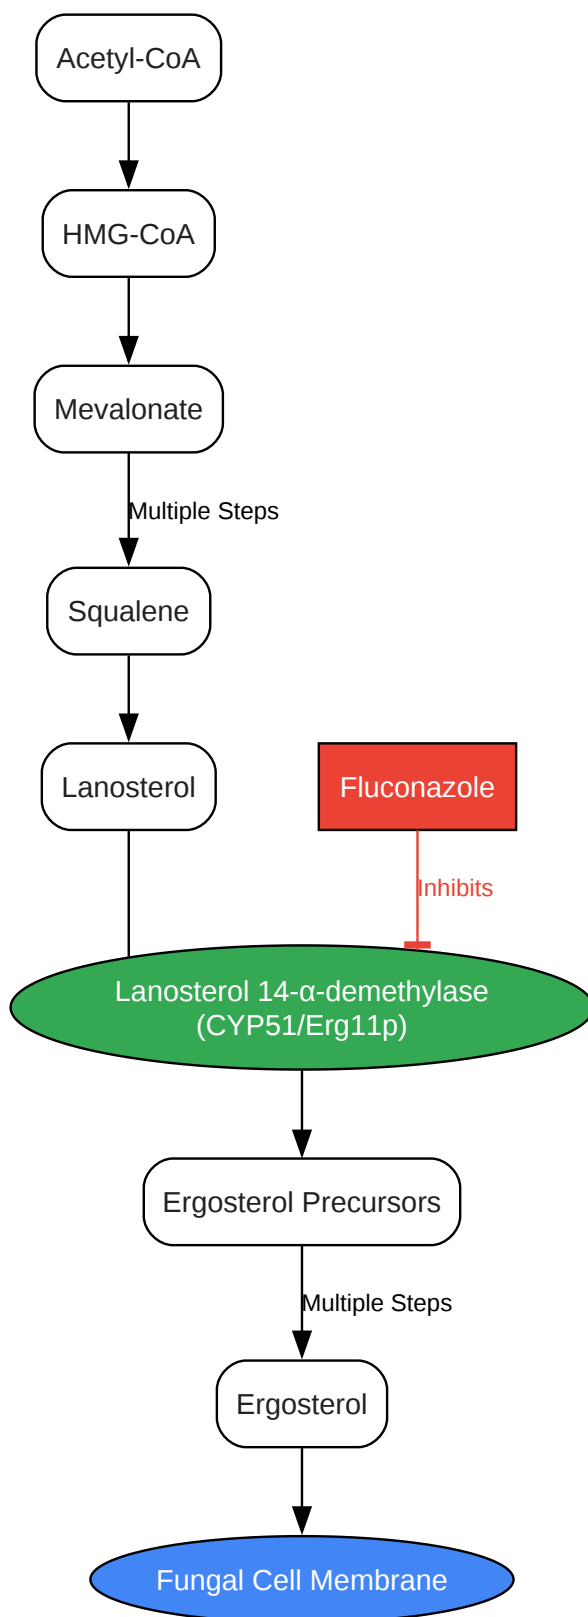 Acetyl-CoA
HMG-CoA
Mevalonate
Multiple Steps
Squalene
Lanosterol
Fluconazole
Inhibits
Lanosterol 14-α-demethylase
(CYP51/Erg11p)
Ergosterol Precursors
Multiple Steps
Ergosterol
Fungal Cell Membrane